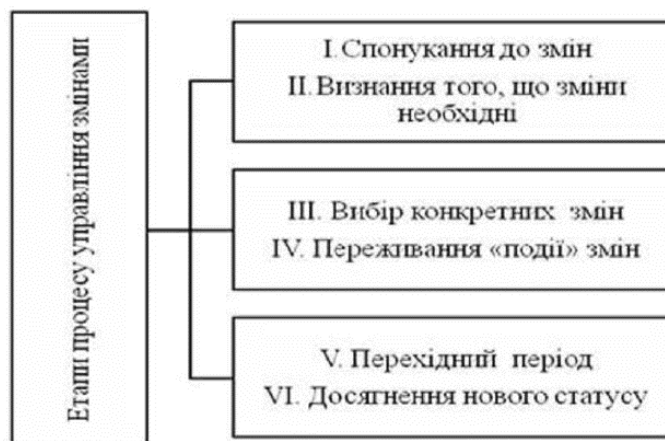 Етапи процесу управління змінами
I. Спонукання до змін
II. Визнання того, що зміни
необхідні
III. Вибір конкретних змін
IV. Переживання «події» змін
V. Перехідний період
VI. Досягнення нового статусу